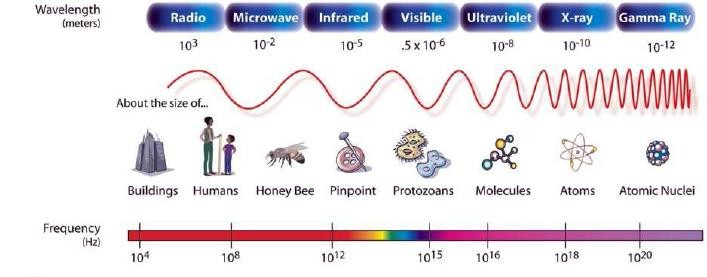 Wavelength
(meters)
Radio Microwave Infrared Visible Ultraviolet X-ray Gamma Ray
10³ 10⁻² 10⁻⁵ .5 x 10⁻⁶ 10⁻⁸ 10⁻¹⁰ 10⁻¹²
About the size of...
Buildings Humans Honey Bee Pinpoint Protozoans Molecules Atoms Atomic Nuclei
Frequency
(Hz)
10⁴ 10⁸ 10¹² 10¹⁵ 10¹⁶ 10¹⁸ 10²⁰